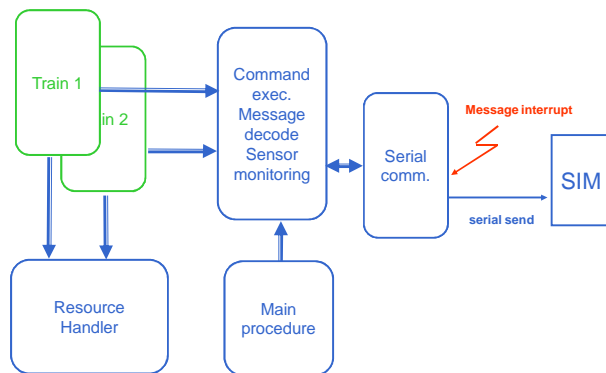 Train 1
in 2
Command
exec.
Message
decode
Sensor
monitoring
Serial
comm.
Message interrupt
SIM
serial send
Resource
Handler
Main
procedure